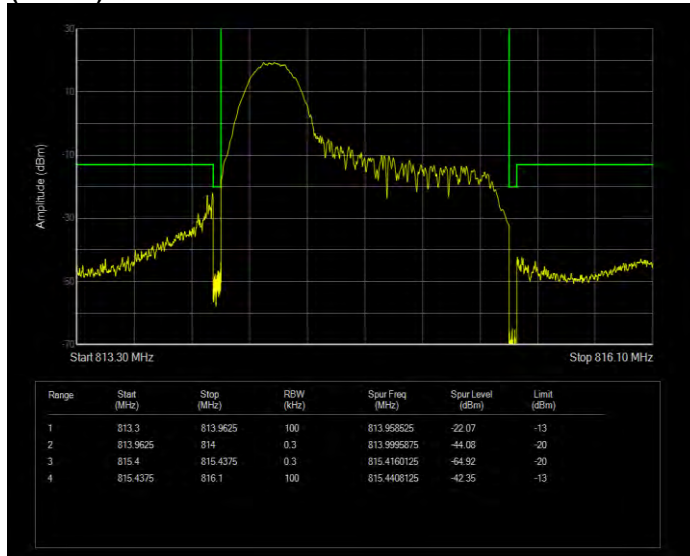 30
10
-10
-30
-50
-70
Amplitude (dBm)
Start 813.30 MHz Stop 816.10 MHz
Range Start (MHz) Stop (MHz) RBW (kHz) Spur Freq (MHz) Spur Level (dBm) Limit (dBm)
1 813.3 813.9625 100 813.958525 -22.07 -13
2 813.9625 814 0.3 813.9995875 -44.08 -20
3 815.4 815.4375 0.3 815.4160125 -64.92 -20
4 815.4375 816.1 100 815.4408125 -42.35 -13